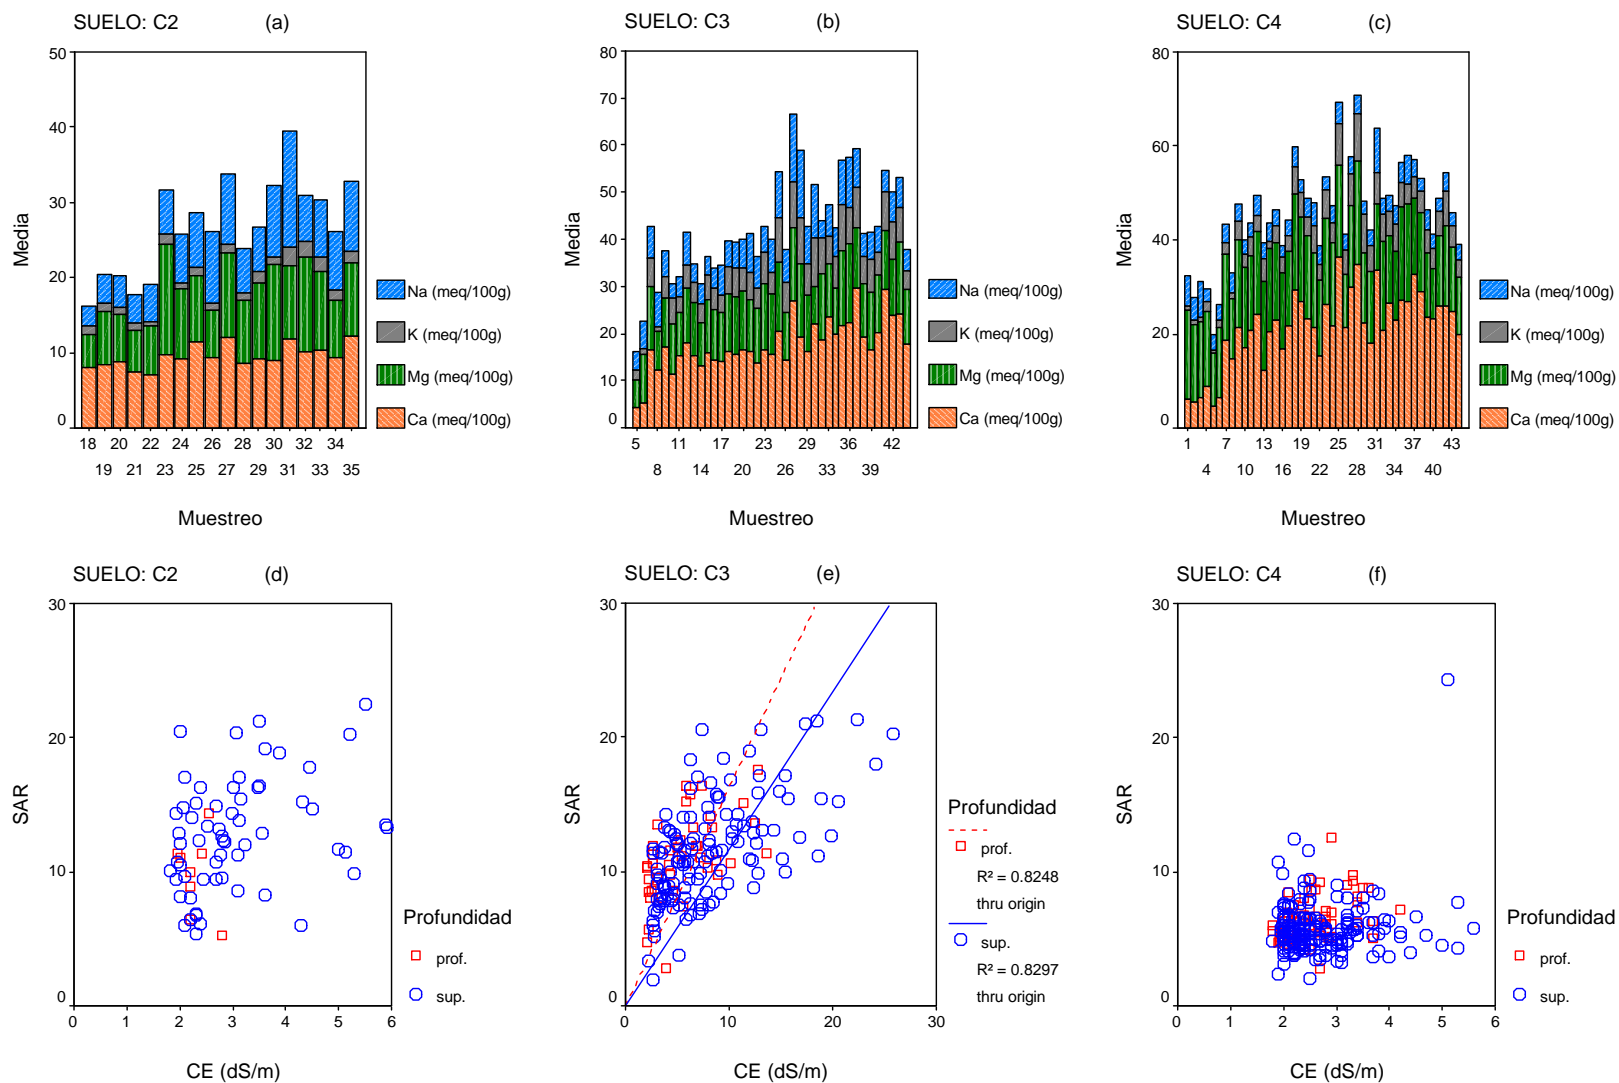 SUELO: C2 (a)
50
40
30
20
10
0
Media
18 20 22 24 26 28 30 32 34
19 21 23 25 27 29 31 33 35
Muestreo
Na (meq/100g)
K (meq/100g)
Mg (meq/100g)
Ca (meq/100g)
SUELO: C3 (b)
80
70
60
50
40
30
20
10
0
Media
5 11 17 23 29 36 42
8 14 20 26 33 39
Muestreo
Na (meq/100g)
K (meq/100g)
Mg (meq/100g)
Ca (meq/100g)
SUELO: C4 (c)
80
60
40
20
0
Media
1 7 13 19 25 31 37 43
4 10 16 22 28 34 40
Muestreo
Na (meq/100g)
K (meq/100g)
Mg (meq/100g)
Ca (meq/100g)
SUELO: C2 (d)
30
20
10
0
SAR
0 1 2 3 4 5 6
CE (dS/m)
Profundidad
prof.
sup.
SUELO: C3 (e)
30
20
10
0
SAR
0 10 20 30
CE (dS/m)
Profundidad
prof.
R² = 0.8248
thru origin
sup.
R² = 0.8297
thru origin
SUELO: C4 (f)
30
20
10
0
SAR
0 1 2 3 4 5 6
CE (dS/m)
Profundidad
prof.
sup.